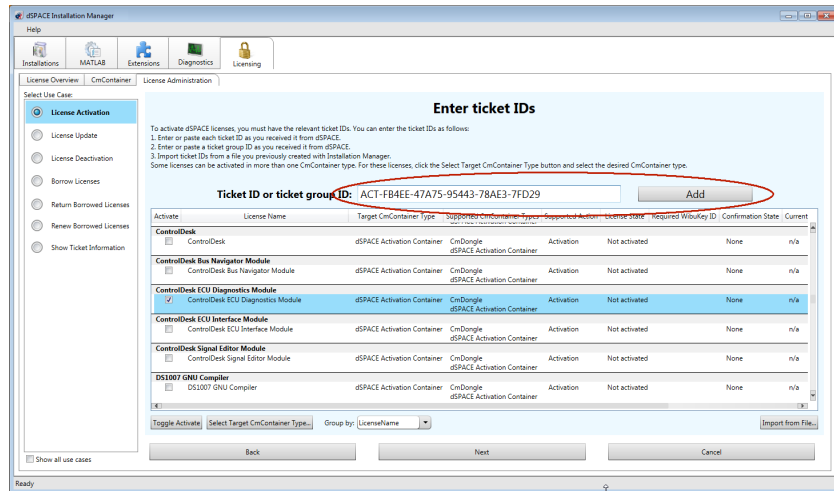 dSPACE Installation Manager
Help
Installations MATLAB Extensions Diagnostics Licensing
License Overview CmContainer License Administration
Select Use Case:
License Activation
License Update
License Deactivation
Borrow Licenses
Return Borrowed Licenses
Renew Borrowed Licenses
Show Ticket Information
Show all use cases
Enter ticket IDs
To activate dSPACE licenses, you must have the relevant ticket IDs. You can enter the ticket IDs as follows:
1. Enter or paste each ticket ID as you received it from dSPACE.
2. Enter or paste a ticket group ID as you received it from dSPACE.
3. Import ticket IDs from a file you previously created with Installation Manager.
Some licenses can be activated in more than one CmContainer type. For these licenses, click the Select Target CmContainer Type button and select the desired CmContainer type.
Ticket ID or ticket group ID: ACT-FB4EE-47A75-95443-78AE3-7FD29 Add
Activate License Name Target CmContainer Type Supported CmContainer Types Supported Action License State Required WibuKey ID Confirmation State Current
ControlDesk
ControlDesk dSPACE Activation Container CmDongle Activation Not activated None n/a
dSPACE Activation Container
ControlDesk Bus Navigator Module
ControlDesk Bus Navigator Module dSPACE Activation Container CmDongle Activation Not activated None n/a
dSPACE Activation Container
ControlDesk ECU Diagnostics Module
ControlDesk ECU Diagnostics Module dSPACE Activation Container CmDongle Activation Not activated None n/a
dSPACE Activation Container
ControlDesk ECU Interface Module
ControlDesk ECU Interface Module dSPACE Activation Container CmDongle Activation Not activated None n/a
dSPACE Activation Container
ControlDesk Signal Editor Module
ControlDesk Signal Editor Module dSPACE Activation Container CmDongle Activation Not activated None n/a
dSPACE Activation Container
DS1007 GNU Compiler
DS1007 GNU Compiler dSPACE Activation Container CmDongle Activation Not activated None n/a
dSPACE Activation Container
Toggle Activate Select Target CmContainer Type... Group by: LicenseName Import from File...
Back Next Cancel
Ready